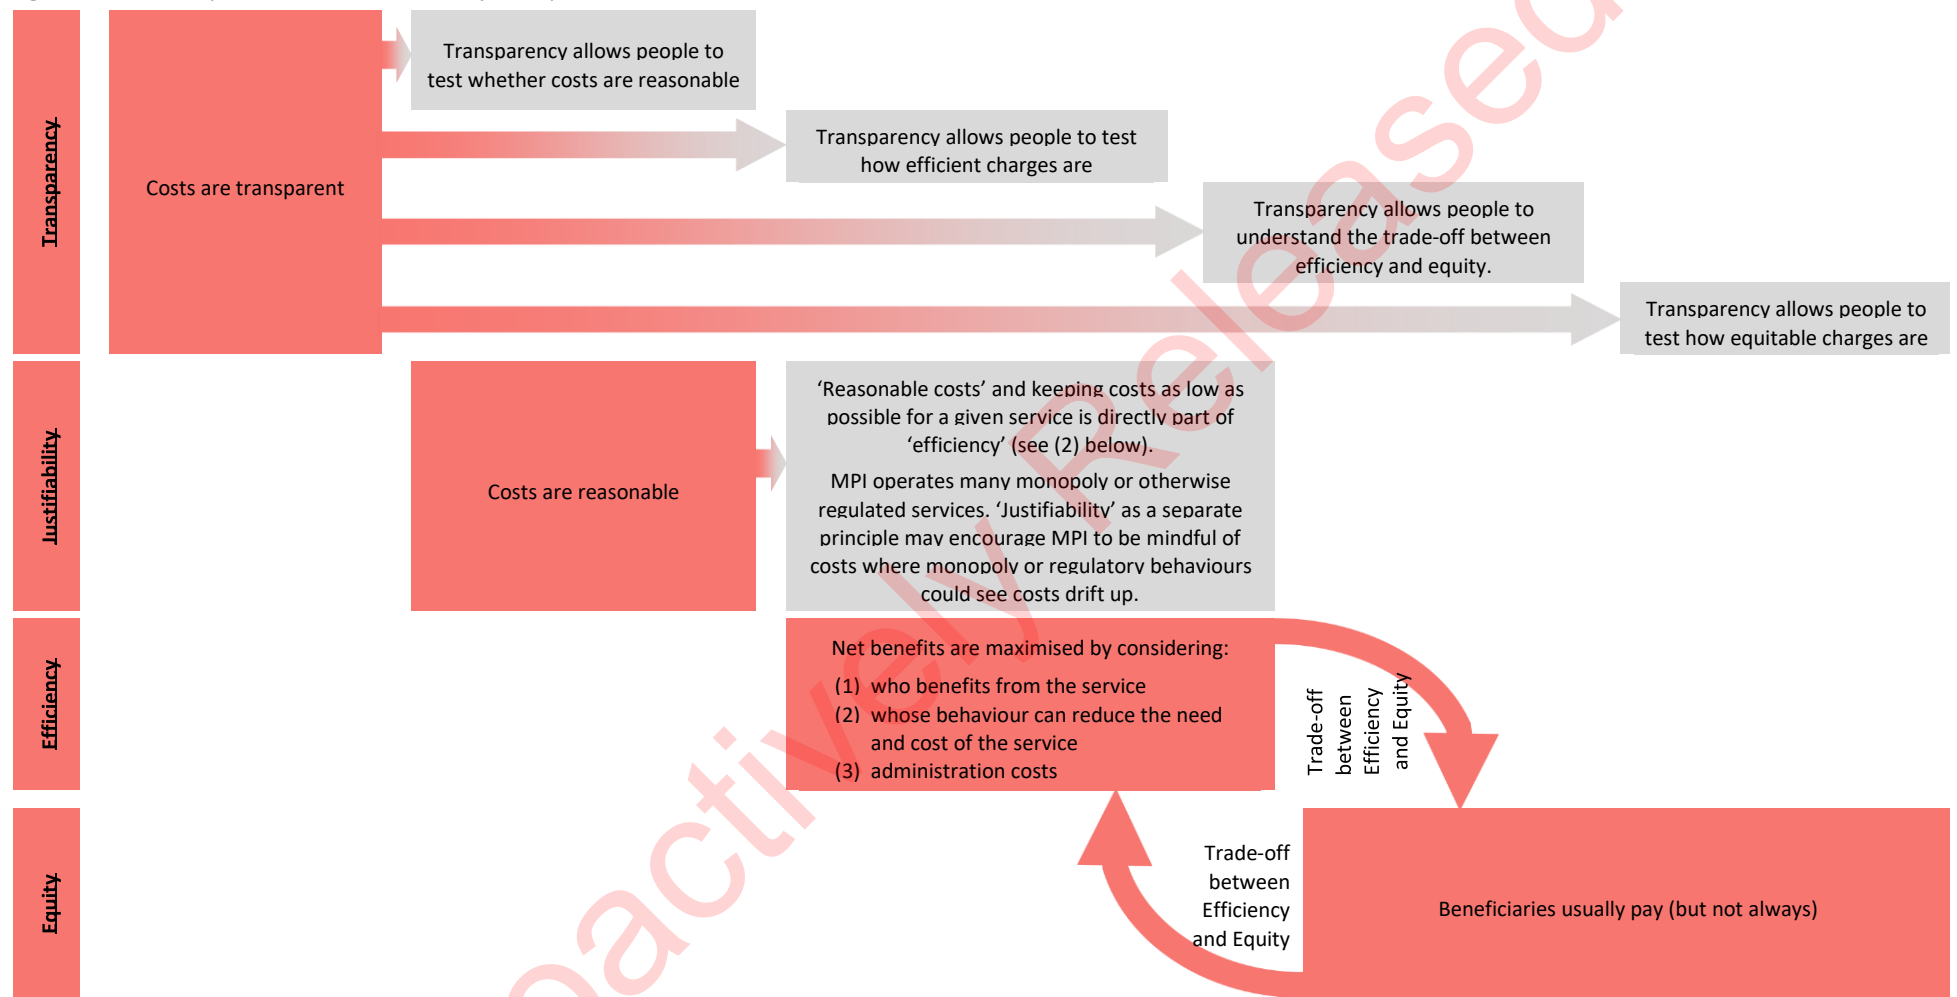 Transparency
Costs are transparent
Transparency allows people to
test whether costs are reasonable
Transparency allows people to test
how efficient charges are
Transparency allows people to
understand the trade-off between
efficiency and equity.
Transparency allows people to
test how equitable charges are
Justifiability
Costs are reasonable
‘Reasonable costs’ and keeping costs as low as
possible for a given service is directly part of
‘efficiency’ (see (2) below).
MPI operates many monopoly or otherwise
regulated services. ‘Justifiability’ as a separate
principle may encourage MPI to be mindful of
costs where monopoly or regulatory behaviours
could see costs drift up.
Efficiency
Net benefits are maximised by considering:
(1) who benefits from the service
(2) whose behaviour can reduce the need
and cost of the service
(3) administration costs
Trade-off
between
Efficiency
and Equity
Equity
Trade-off
between
Efficiency
and Equity
Beneficiaries usually pay (but not always)
actively Released